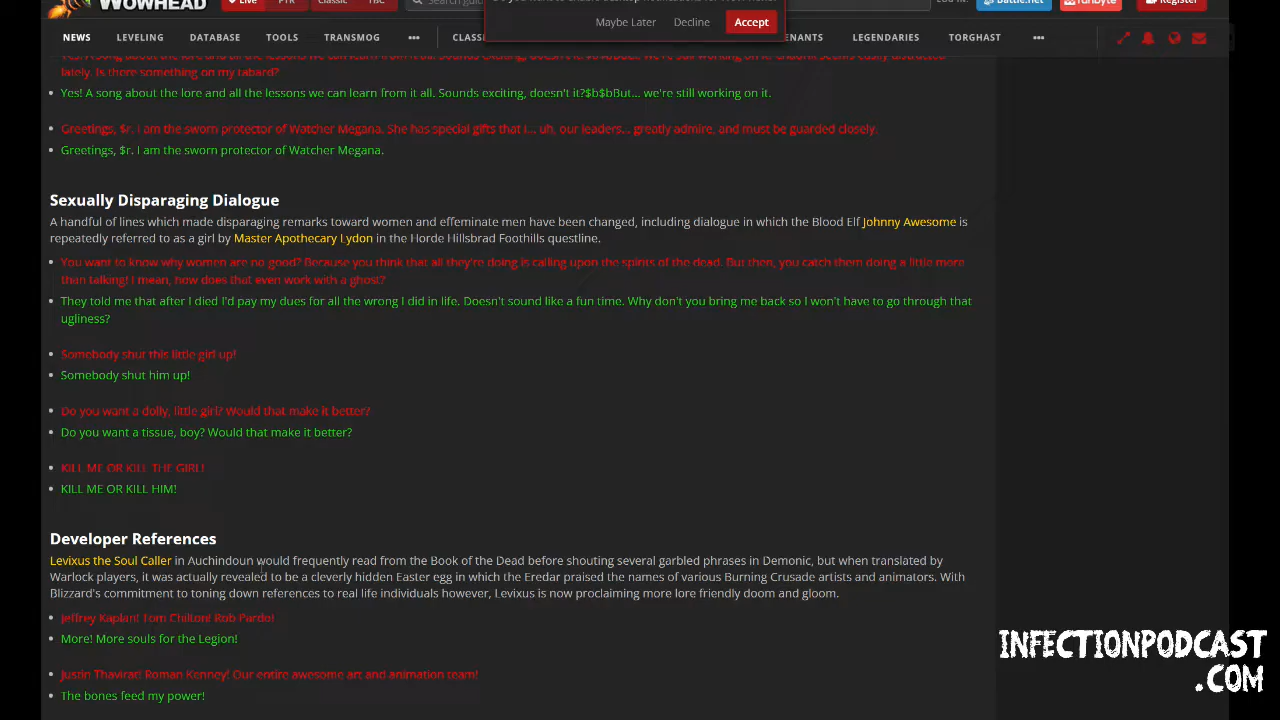 WOWHEAD
Live PTR Classic TBC
Maybe Later Decline Accept
Battle.net
Register
NEWS LEVELING DATABASE TOOLS TRANSMOG ••• LEGENDARIES TORGHAST •••
lately. Is there something on my tabard?
Yes! A song about the lore and all the lessons we can learn from it all. Sounds exciting, doesn't it?$b$bBut... we're still working on it.
Greetings, $r. I am the sworn protector of Watcher Megana. She has special gifts that I... uh, our leaders... greatly admire, and must be guarded closely.
Greetings, $r. I am the sworn protector of Watcher Megana.
Sexually Disparaging Dialogue
A handful of lines which made disparaging remarks toward women and effeminate men have been changed, including dialogue in which the Blood Elf Johnny Awesome is
repeatedly referred to as a girl by Master Apothecary Lydon in the Horde Hillsbrad Foothills questline.
You want to know why women are no good? Because you think that all they're doing is calling upon the spirits of the dead. But then, you catch them doing a little more
than talking! I mean, how does that even work with a ghost?
They told me that after I died I'd pay my dues for all the wrong I did in life. Doesn't sound like a fun time. Why don't you bring me back so I won't have to go through that
ugliness?
Somebody shut this little girl up!
Somebody shut him up!
Do you want a dolly, little girl? Would that make it better?
Do you want a tissue, boy? Would that make it better?
KILL ME OR KILL THE GIRL!
KILL ME OR KILL HIM!
Developer References
Levixus the Soul Caller in Auchindoun would frequently read from the Book of the Dead before shouting several garbled phrases in Demonic, but when translated by
Warlock players, it was actually revealed to be a cleverly hidden Easter egg in which the Eredar praised the names of various Burning Crusade artists and animators. With
Blizzard's commitment to toning down references to real life individuals however, Levixus is now proclaiming more lore friendly doom and gloom.
Jeffrey Kaplan! Tom Chilton! Rob Pardo!
More! More souls for the Legion!
Justin Thavirat! Roman Kenney! Our entire awesome art and animation team!
The bones feed my power!
INFECTIONPODCAST
.COM